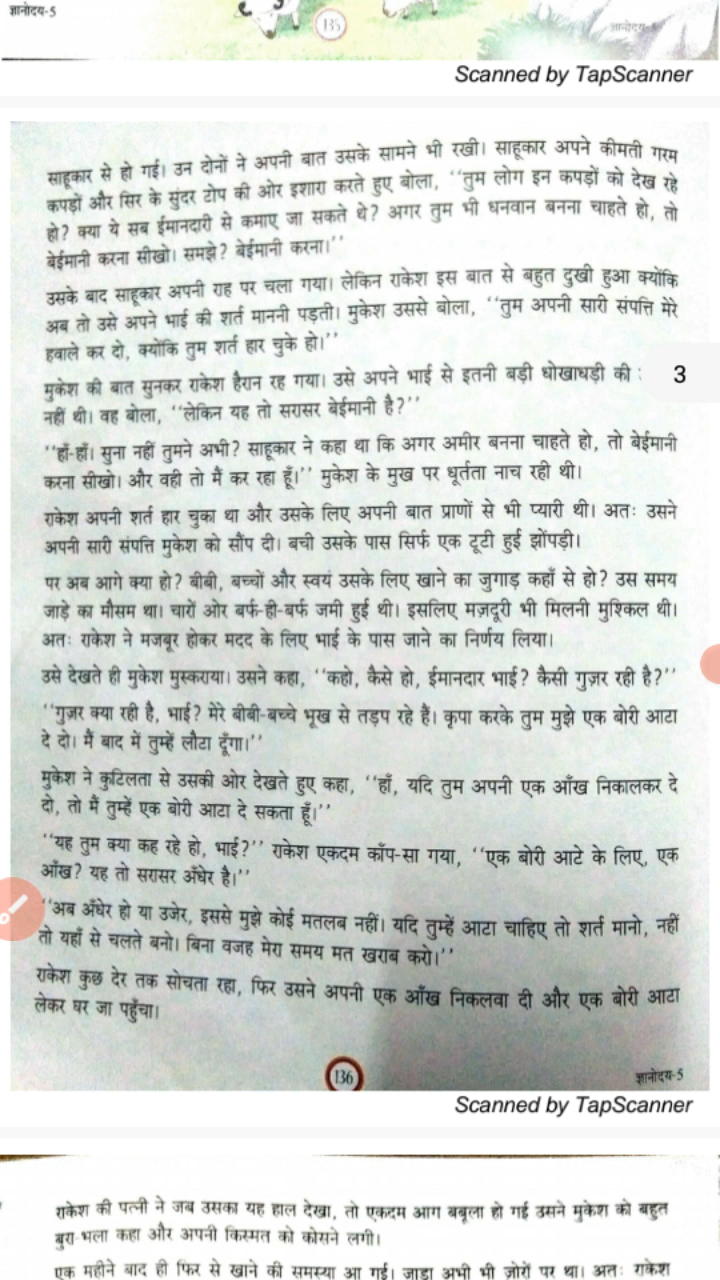 ज्ञानोदय-5
135
ज्ञानोदय-5
Scanned by TapScanner
साहूकार से हो गई। उन दोनों ने अपनी बात उसके सामने भी रखी। साहूकार अपने कीमती गरम
कपड़ों और सिर के सुंदर टोप की ओर इशारा करते हुए बोला, ‘‘तुम लोग इन कपड़ों को देख रहे
हो? क्या ये सब ईमानदारी से कमाए जा सकते थे? अगर तुम भी धनवान बनना चाहते हो, तो
बेईमानी करना सीखो। समझे? बेईमानी करना।’’
उसके बाद साहूकार अपनी राह पर चला गया। लेकिन राकेश इस बात से बहुत दुखी हुआ क्योंकि
अब तो उसे अपने भाई की शर्त माननी पड़ती। मुकेश उससे बोला, ‘‘तुम अपनी सारी संपत्ति मेरे
हवाले कर दो, क्योंकि तुम शर्त हार चुके हो।’’
मुकेश की बात सुनकर राकेश हैरान रह गया। उसे अपने भाई से इतनी बड़ी धोखाधड़ी की
3
नहीं थी। वह बोला, ‘‘लेकिन यह तो सरासर बेईमानी है?’’
‘‘हाँ-हाँ। सुना नहीं तुमने अभी? साहूकार ने कहा था कि अगर अमीर बनना चाहते हो, तो बेईमानी
करना सीखो। और वही तो मैं कर रहा हूँ।’’ मुकेश के मुख पर धूर्तता नाच रही थी।
राकेश अपनी शर्त हार चुका था और उसके लिए अपनी बात प्राणों से भी प्यारी थी। अतः उसने
अपनी सारी संपत्ति मुकेश को सौंप दी। बची उसके पास सिर्फ एक टूटी हुई झोंपड़ी।
पर अब आगे क्या हो? बीबी, बच्चों और स्वयं उसके लिए खाने का जुगाड़ कहाँ से हो? उस समय
जाड़े का मौसम था। चारों ओर बर्फ-ही-बर्फ जमी हुई थी। इसलिए मज़दूरी भी मिलनी मुश्किल थी।
अतः राकेश ने मजबूर होकर मदद के लिए भाई के पास जाने का निर्णय लिया।
उसे देखते ही मुकेश मुस्कराया। उसने कहा, ‘‘कहो, कैसे हो, ईमानदार भाई? कैसी गुज़र रही है?’’
‘‘गुज़र क्या रही है, भाई? मेरे बीबी-बच्चे भूख से तड़प रहे हैं। कृपा करके तुम मुझे एक बोरी आटा
दे दो। मैं बाद में तुम्हें लौटा दूँगा।’’
मुकेश ने कुटिलता से उसकी ओर देखते हुए कहा, ‘‘हाँ, यदि तुम अपनी एक आँख निकालकर दे
दो, तो मैं तुम्हें एक बोरी आटा दे सकता हूँ।’’
‘‘यह तुम क्या कह रहे हो, भाई?’’ राकेश एकदम काँप-सा गया, ‘‘एक बोरी आटे के लिए, एक
आँख? यह तो सरासर अँधेर है।’’
‘‘अब अँधेर हो या उजेर, इससे मुझे कोई मतलब नहीं। यदि तुम्हें आटा चाहिए तो शर्त मानो, नहीं
तो यहाँ से चलते बनो। बिना वजह मेरा समय मत खराब करो।’’
राकेश कुछ देर तक सोचता रहा, फिर उसने अपनी एक आँख निकलवा दी और एक बोरी आटा
लेकर घर जा पहुँचा।
136
ज्ञानोदय-5
Scanned by TapScanner
राकेश की पत्नी ने जब उसका यह हाल देखा, तो एकदम आग बबूला हो गई उसने मुकेश को बहुत
बुरा-भला कहा और अपनी किस्मत को कोसने लगी।
एक महीने बाद ही फिर से खाने की समस्या आ गई। जाड़ा अभी भी ज़ोरों पर था। अतः राकेश